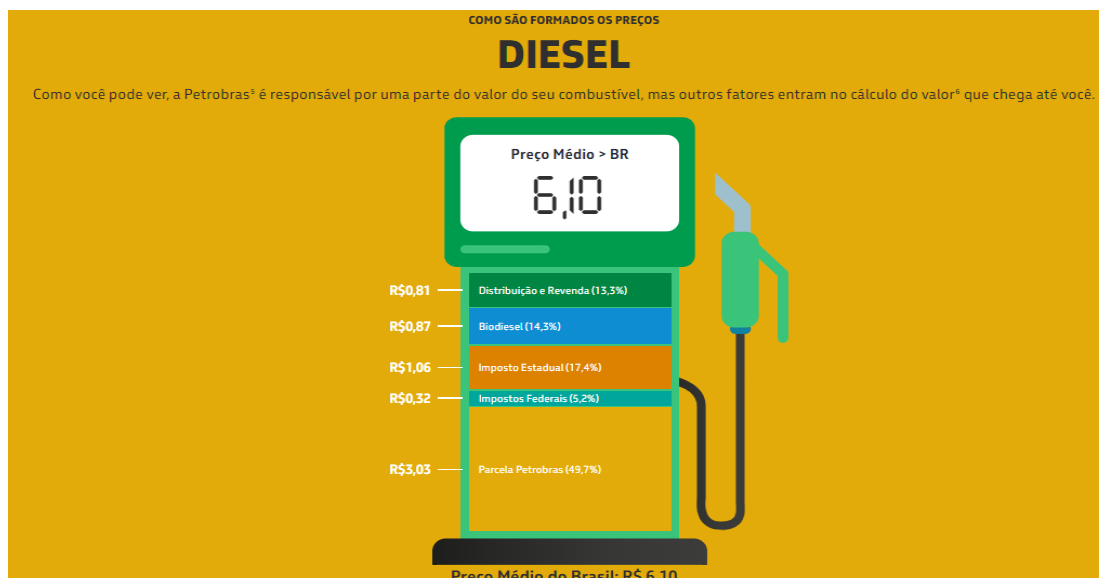 COMO SÃO FORMADOS OS PREÇOS
DIESEL
Como você pode ver, a Petrobras⁵ é responsável por uma parte do valor do seu combustível, mas outros fatores entram no cálculo do valor⁶ que chega até você.
Preço Médio > BR
6,10
R$0,81 Distribuição e Revenda (13,3%)
R$0,87 Biodiesel (14,3%)
R$1,06 Imposto Estadual (17,4%)
R$0,32 Impostos Federais (5,2%)
R$3,03 Parcela Petrobras (49,7%)
Preço Médio do Brasil: R$ 6,10